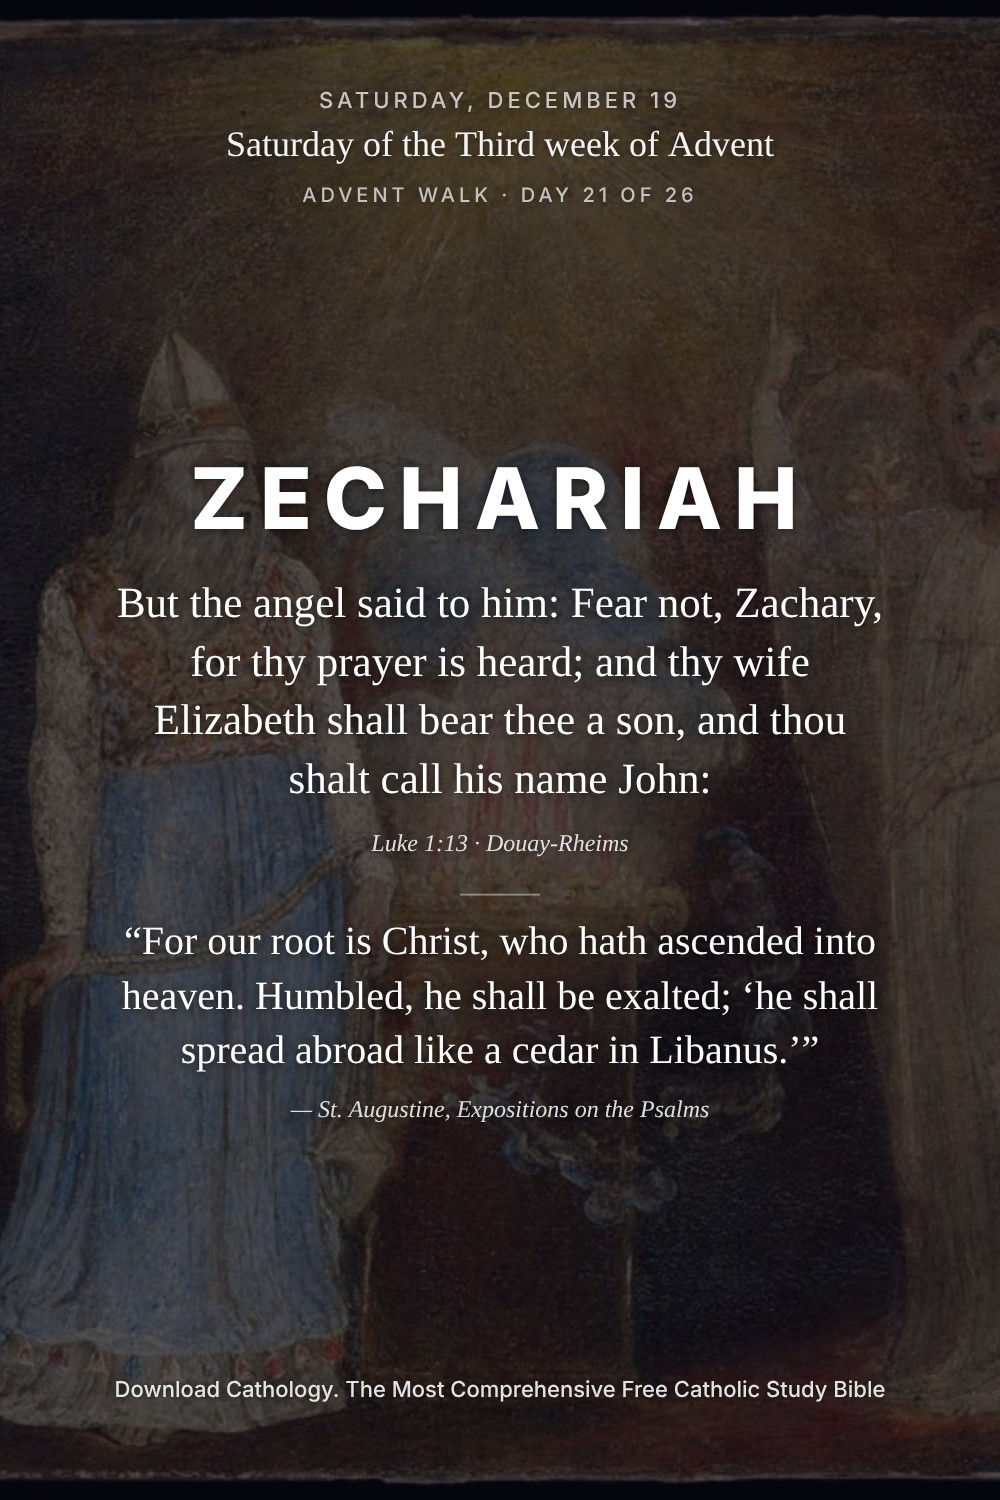 SATURDAY, DECEMBER 19
Saturday of the Third week of Advent
ADVENT WALK · DAY 21 OF 26
ZECHARIAH
But the angel said to him: Fear not, Zachary,
for thy prayer is heard; and thy wife
Elizabeth shall bear thee a son, and thou
shalt call his name John:
Luke 1:13 · Douay-Rheims
“For our root is Christ, who hath ascended into
heaven. Humbled, he shall be exalted; ‘he shall
spread abroad like a cedar in Libanus.’”
— St. Augustine, Expositions on the Psalms
Download Cathology. The Most Comprehensive Free Catholic Study Bible